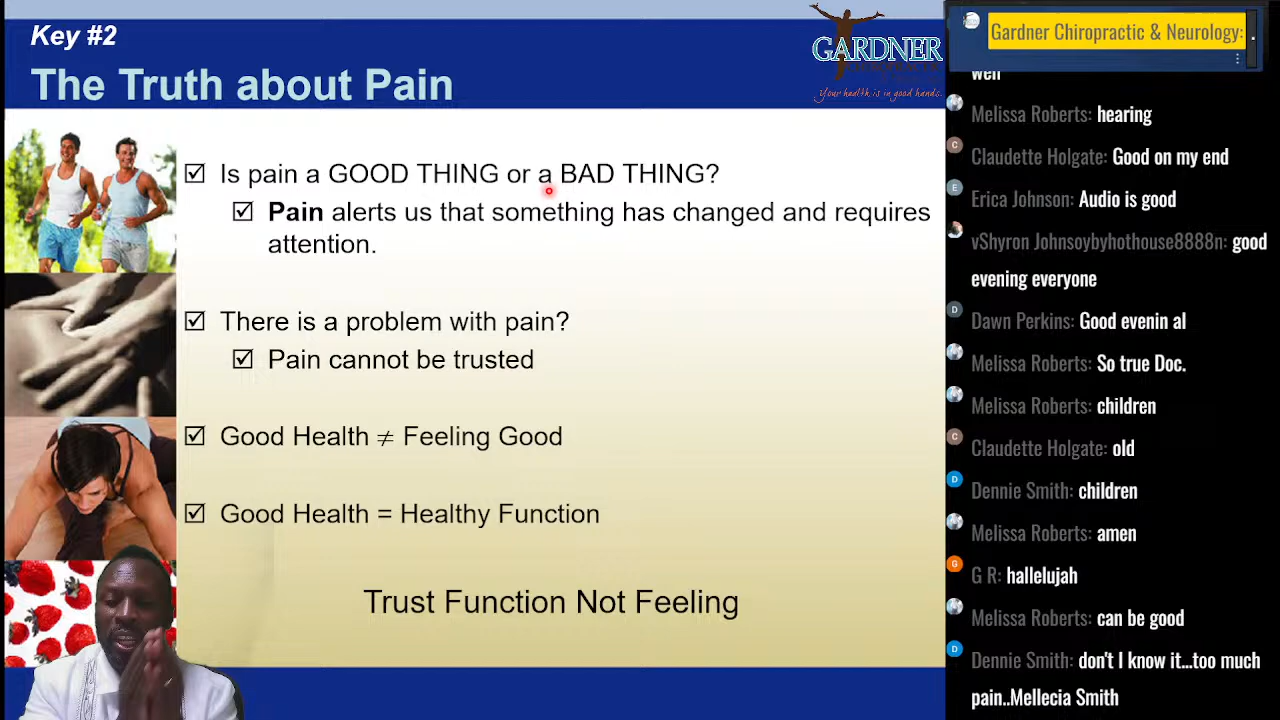 Key #2
The Truth about Pain
GARDNER
Your health is in good hands.
☑ Is pain a GOOD THING or a BAD THING?
☑ Pain alerts us that something has changed and requires
attention.
☑ There is a problem with pain?
☑ Pain cannot be trusted
☑ Good Health ≠ Feeling Good
☑ Good Health = Healthy Function
Trust Function Not Feeling
Gardner Chiropractic & Neurology: .
well
Melissa Roberts: hearing
C Claudette Holgate: Good on my end
E Erica Johnson: Audio is good
vShyron Johnsoybyhothouse8888n: good
evening everyone
D Dawn Perkins: Good evenin al
Melissa Roberts: So true Doc.
Melissa Roberts: children
C Claudette Holgate: old
D Dennie Smith: children
Melissa Roberts: amen
G G R: hallelujah
Melissa Roberts: can be good
D Dennie Smith: don't I know it...too much
pain..Mellecia Smith